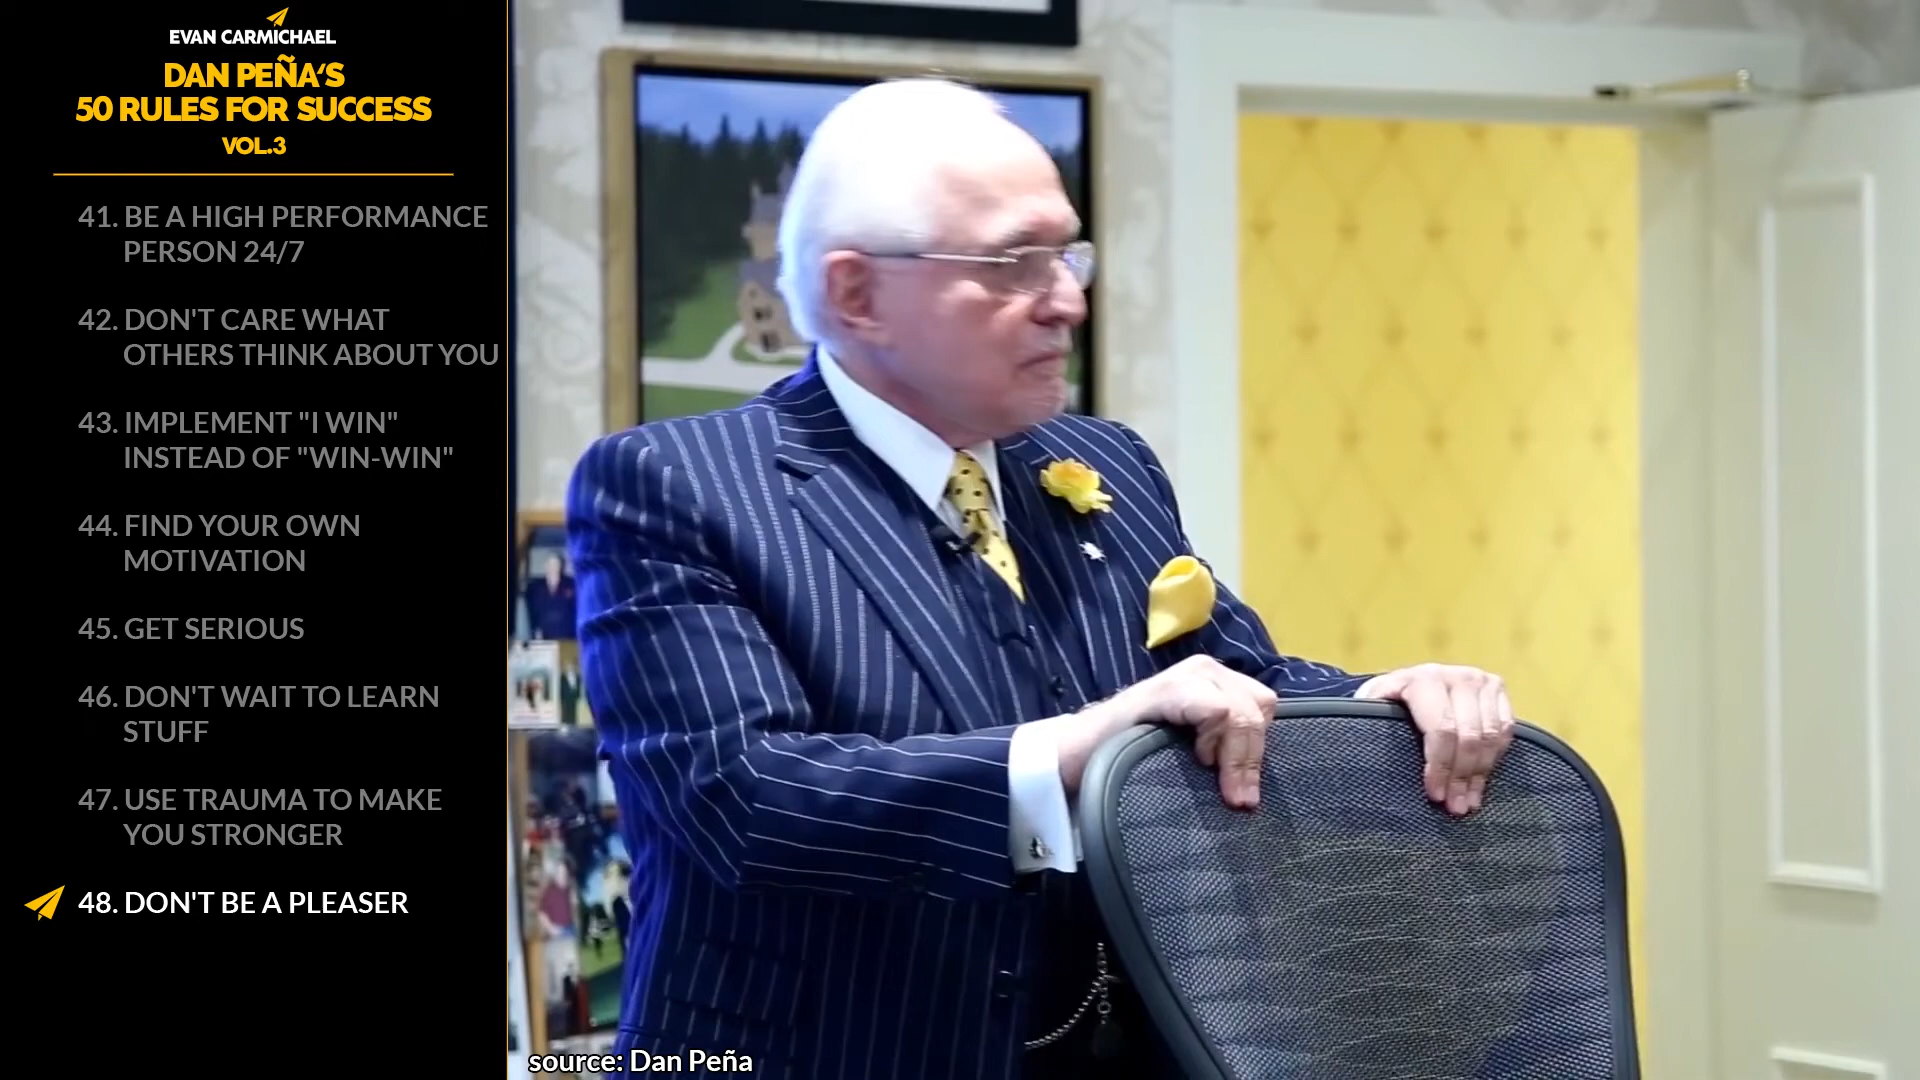 EVAN CARMICHAEL
DAN PEÑA'S
50 RULES FOR SUCCESS
VOL.3
41. BE A HIGH PERFORMANCE
PERSON 24/7
42. DON'T CARE WHAT
OTHERS THINK ABOUT YOU
43. IMPLEMENT "I WIN"
INSTEAD OF "WIN-WIN"
44. FIND YOUR OWN
MOTIVATION
45. GET SERIOUS
46. DON'T WAIT TO LEARN
STUFF
47. USE TRAUMA TO MAKE
YOU STRONGER
48. DON'T BE A PLEASER
source: Dan Peña